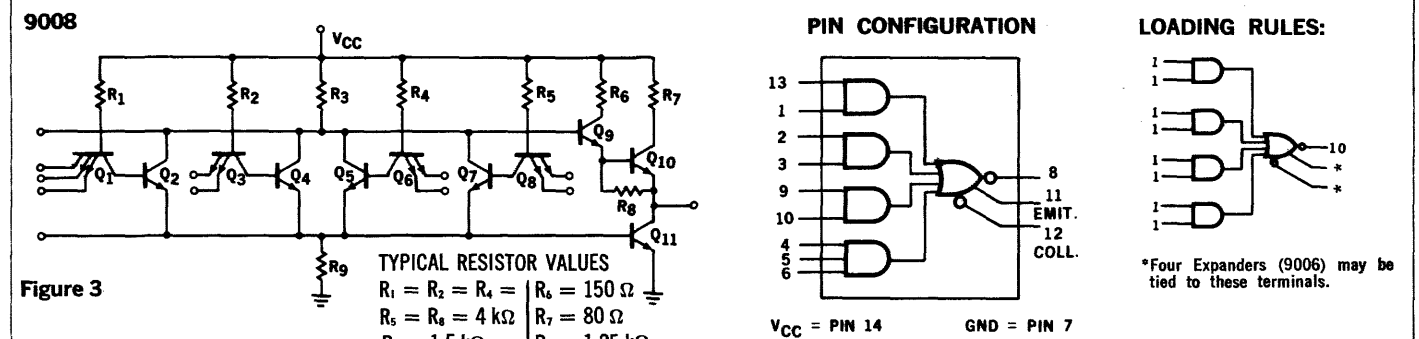 9008
PIN CONFIGURATION
LOADING RULES:
VCC
R1
R2
R3
R4
R5
R6
R7
Q1
Q2
Q3
Q4
Q5
Q6
Q7
Q8
Q9
Q10
R8
Q11
R9
Figure 3
TYPICAL RESISTOR VALUES
R1 = R2 = R4 = R6 = 150 Ω
R5 = R8 = 4 kΩ R7 = 80 Ω
13
1
2
3
9
10
4
5
6
8
11
EMIT.
12
COLL.
VCC = PIN 14 GND = PIN 7
1
1
1
1
1
1
1
1
10
*
*
*Four Expanders (9006) may be
tied to these terminals.